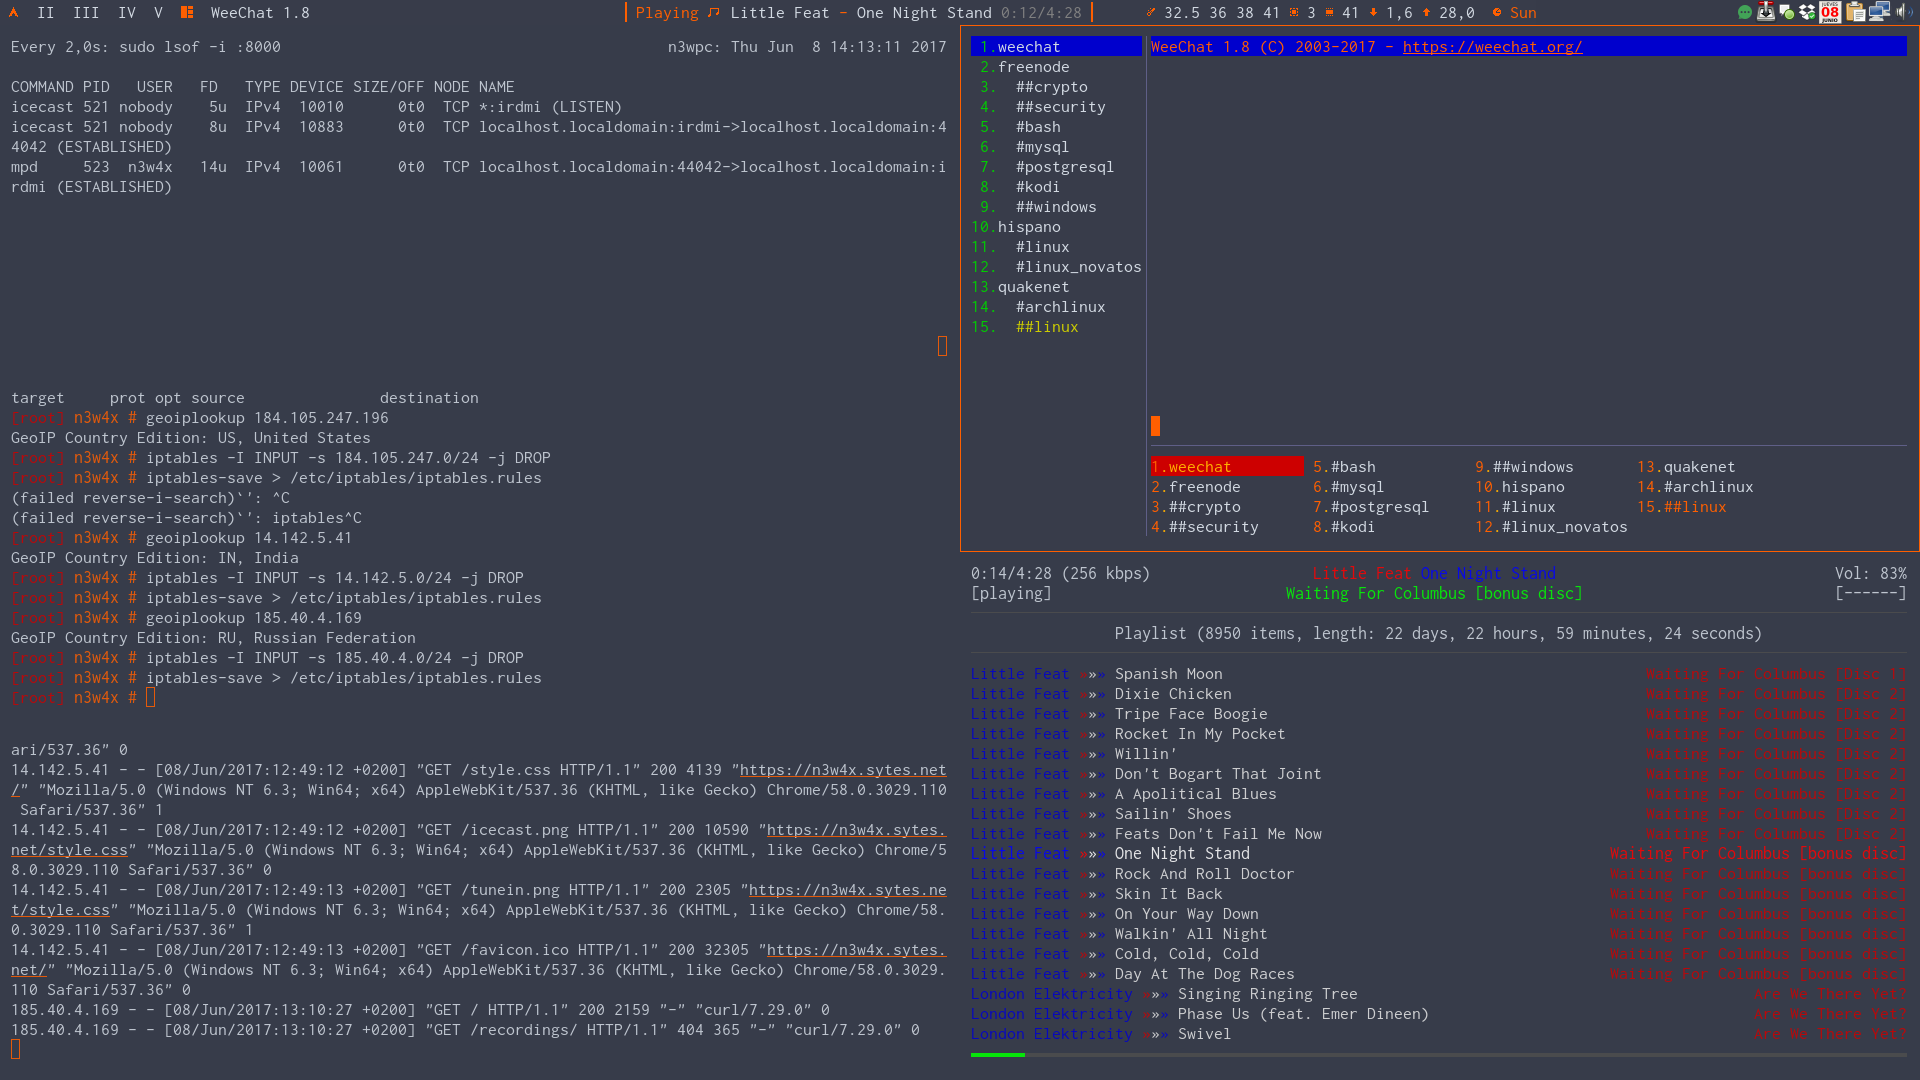 II III IV V WeeChat 1.8
Playing Little Feat - One Night Stand 0:12/4:28
32.5 36 38 41 3 41 1,6 28,0 Sun
JUEVES
08
JUNIO
Every 2,0s: sudo lsof -i :8000 n3wpc: Thu Jun 8 14:13:11 2017
COMMAND PID USER FD TYPE DEVICE SIZE/OFF NODE NAME
icecast 521 nobody 5u IPv4 10010 0t0 TCP *:irdmi (LISTEN)
icecast 521 nobody 8u IPv4 10883 0t0 TCP localhost.localdomain:irdmi->localhost.localdomain:4
4042 (ESTABLISHED)
mpd 523 n3w4x 14u IPv4 10061 0t0 TCP localhost.localdomain:44042->localhost.localdomain:i
rdmi (ESTABLISHED)
target prot opt source destination
[root] n3w4x # geoiplookup 184.105.247.196
GeoIP Country Edition: US, United States
[root] n3w4x # iptables -I INPUT -s 184.105.247.0/24 -j DROP
[root] n3w4x # iptables-save > /etc/iptables/iptables.rules
(failed reverse-i-search)`': ^C
(failed reverse-i-search)`': iptables^C
[root] n3w4x # geoiplookup 14.142.5.41
GeoIP Country Edition: IN, India
[root] n3w4x # iptables -I INPUT -s 14.142.5.0/24 -j DROP
[root] n3w4x # iptables-save > /etc/iptables/iptables.rules
[root] n3w4x # geoiplookup 185.40.4.169
GeoIP Country Edition: RU, Russian Federation
[root] n3w4x # iptables -I INPUT -s 185.40.4.0/24 -j DROP
[root] n3w4x # iptables-save > /etc/iptables/iptables.rules
[root] n3w4x #
ari/537.36" 0
14.142.5.41 - - [08/Jun/2017:12:49:12 +0200] "GET /style.css HTTP/1.1" 200 4139 "https://n3w4x.sytes.net
/" "Mozilla/5.0 (Windows NT 6.3; Win64; x64) AppleWebKit/537.36 (KHTML, like Gecko) Chrome/58.0.3029.110
Safari/537.36" 1
14.142.5.41 - - [08/Jun/2017:12:49:12 +0200] "GET /icecast.png HTTP/1.1" 200 10590 "https://n3w4x.sytes.
net/style.css" "Mozilla/5.0 (Windows NT 6.3; Win64; x64) AppleWebKit/537.36 (KHTML, like Gecko) Chrome/5
8.0.3029.110 Safari/537.36" 0
14.142.5.41 - - [08/Jun/2017:12:49:13 +0200] "GET /tunein.png HTTP/1.1" 200 2305 "https://n3w4x.sytes.ne
t/style.css" "Mozilla/5.0 (Windows NT 6.3; Win64; x64) AppleWebKit/537.36 (KHTML, like Gecko) Chrome/58.
0.3029.110 Safari/537.36" 1
14.142.5.41 - - [08/Jun/2017:12:49:13 +0200] "GET /favicon.ico HTTP/1.1" 200 32305 "https://n3w4x.sytes.
net/" "Mozilla/5.0 (Windows NT 6.3; Win64; x64) AppleWebKit/537.36 (KHTML, like Gecko) Chrome/58.0.3029.
110 Safari/537.36" 0
185.40.4.169 - - [08/Jun/2017:13:10:27 +0200] "GET / HTTP/1.1" 200 2159 "-" "curl/7.29.0" 0
185.40.4.169 - - [08/Jun/2017:13:10:27 +0200] "GET /recordings/ HTTP/1.1" 404 365 "-" "curl/7.29.0" 0
1.weechat
2.freenode
3. ##crypto
4. ##security
5. #bash
6. #mysql
7. #postgresql
8. #kodi
9. ##windows
10.hispano
11. #linux
12. #linux_novatos
13.quakenet
14. #archlinux
15. ##linux
WeeChat 1.8 (C) 2003-2017 - https://weechat.org/
1.weechat 5.#bash 9.##windows 13.quakenet
2.freenode 6.#mysql 10.hispano 14.#archlinux
3.##crypto 7.#postgresql 11.#linux 15.##linux
4.##security 8.#kodi 12.#linux_novatos
0:14/4:28 (256 kbps) Little Feat One Night Stand Vol: 83%
[playing] Waiting For Columbus [bonus disc] [------]
Playlist (8950 items, length: 22 days, 22 hours, 59 minutes, 24 seconds)
Little Feat »»» Spanish Moon Waiting For Columbus [Disc 1]
Little Feat »»» Dixie Chicken Waiting For Columbus [Disc 2]
Little Feat »»» Tripe Face Boogie Waiting For Columbus [Disc 2]
Little Feat »»» Rocket In My Pocket Waiting For Columbus [Disc 2]
Little Feat »»» Willin' Waiting For Columbus [Disc 2]
Little Feat »»» Don't Bogart That Joint Waiting For Columbus [Disc 2]
Little Feat »»» A Apolitical Blues Waiting For Columbus [Disc 2]
Little Feat »»» Sailin' Shoes Waiting For Columbus [Disc 2]
Little Feat »»» Feats Don't Fail Me Now Waiting For Columbus [Disc 2]
Little Feat »»» One Night Stand Waiting For Columbus [bonus disc]
Little Feat »»» Rock And Roll Doctor Waiting For Columbus [bonus disc]
Little Feat »»» Skin It Back Waiting For Columbus [bonus disc]
Little Feat »»» On Your Way Down Waiting For Columbus [bonus disc]
Little Feat »»» Walkin' All Night Waiting For Columbus [bonus disc]
Little Feat »»» Cold, Cold, Cold Waiting For Columbus [bonus disc]
Little Feat »»» Day At The Dog Races Waiting For Columbus [bonus disc]
London Elektricity »»» Singing Ringing Tree Are We There Yet?
London Elektricity »»» Phase Us (feat. Emer Dineen) Are We There Yet?
London Elektricity »»» Swivel Are We There Yet?